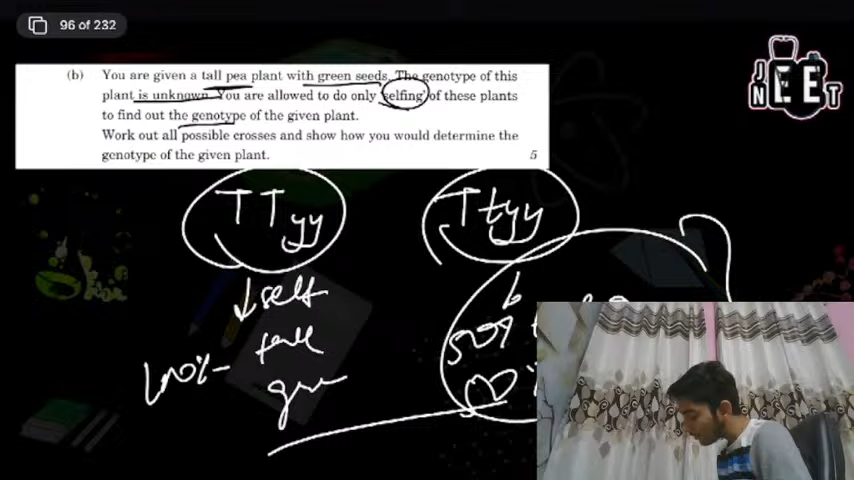 96 of 232
(b) You are given a tall pea plant with green seeds. The genotype of this
plant is unknown. You are allowed to do only 'selfing' of these plants
to find out the genotype of the given plant.
Work out all possible crosses and show how you would determine the
genotype of the given plant. 5
J
NEET
TTyy Ttyy
self
tall
100%-
50%